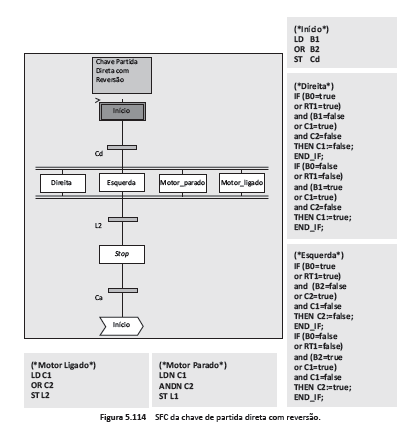 Chave Partida
Direta com
Reversão
Início
Cd
Direita
Esquerda
Motor_parado
Motor_ligado
L2
Stop
Ca
Início
(*Início*)
LD B1
OR B2
ST Cd
(*Direita*)
IF (B0=true
or RT1=true)
and (B1=false
or C1=true)
and C2=false
THEN C1:=false;
END_IF;
IF (B0=false
or RT1=false)
and (B1=true
or C1=true)
and C2=false
THEN C1:=true;
END_IF;
(*Esquerda*)
IF (B0=true
or RT1=true)
and (B2=false
or C2=true)
and C1=false
THEN C2:=false;
END_IF;
IF (B0=false
or RT1=false)
and (B2=true
or C1=true)
and C1=false
THEN C2:=true;
END_IF;
(*Motor Ligado*)
LD C1
OR C2
ST L2
(*Motor Parado*)
LDN C1
ANDN C2
ST L1
Figura 5.114 SFC da chave de partida direta com reversão.